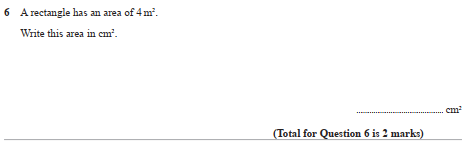 6 A rectangle has an area of 4 m².
Write this area in cm².
........................................ cm²
(Total for Question 6 is 2 marks)